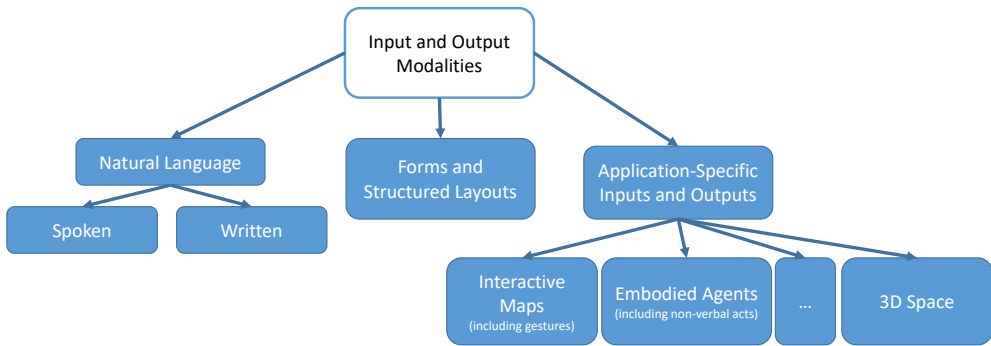 Input and Output
Modalities
Natural Language
Forms and
Structured Layouts
Application-Specific
Inputs and Outputs
Spoken
Written
Interactive
Maps
(including gestures)
Embodied Agents
(including non-verbal acts)
...
3D Space